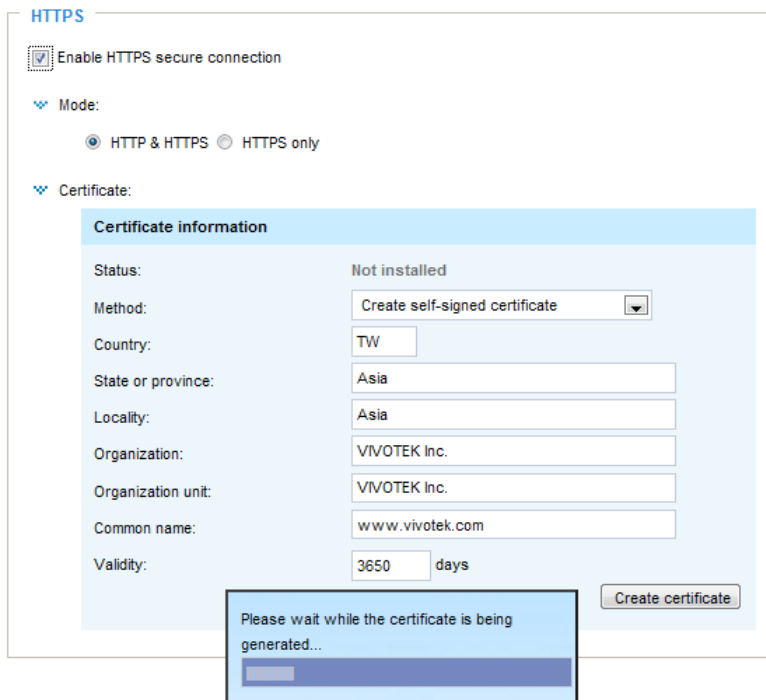 HTTPS
Enable HTTPS secure connection
Mode:
HTTP & HTTPS HTTPS only
Certificate:
Certificate information
Status: Not installed
Method: Create self-signed certificate
Country: TW
State or province: Asia
Locality: Asia
Organization: VIVOTEK Inc.
Organization unit: VIVOTEK Inc.
Common name: www.vivotek.com
Validity: 3650 days
Create certificate
Please wait while the certificate is being
generated...